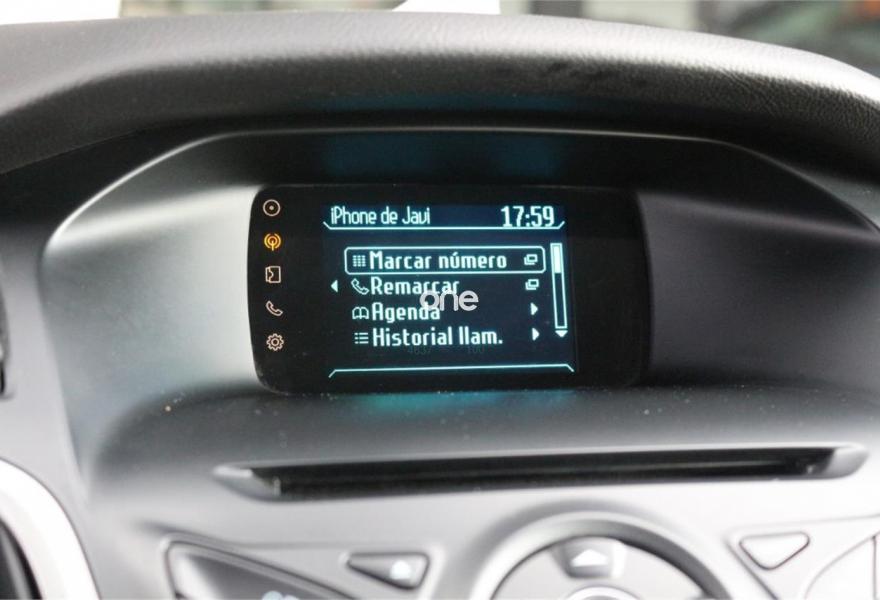 iPhone de Javi 17:59
Marcar número
Remarcar
one
Agenda
Historial llam.